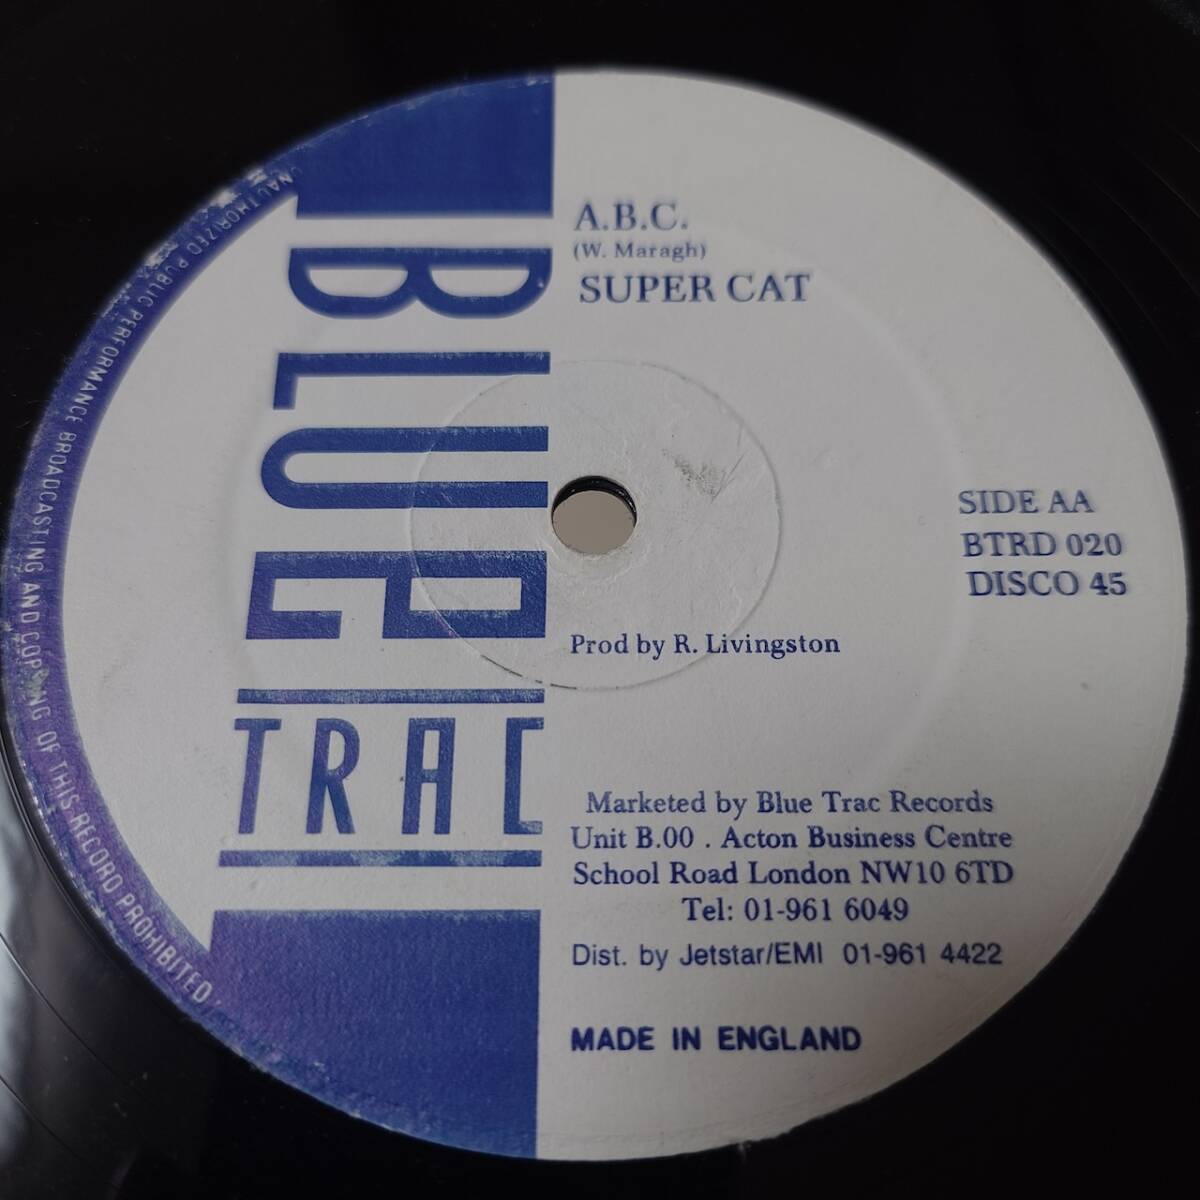 A.B.C.
(W. Maragh)
SUPER CAT
BLUE
TRAC
SIDE AA
BTRD 020
DISCO 45
Prod by R. Livingston
Marketed by Blue Trac Records
Unit B.00 . Acton Business Centre
School Road London NW10 6TD
Tel: 01-961 6049
Dist. by Jetstar/EMI 01-961 4422
MADE IN ENGLAND
UNAUTHORIZED PUBLIC PERFORMANCE BROADCASTING AND COPYING OF THIS RECORD PROHIBITED